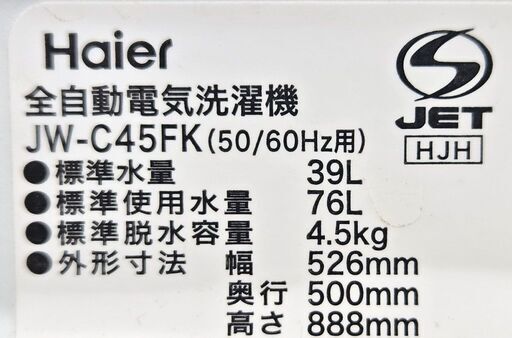 Haier
全自動電気洗濯機
JW-C45FK(50/60Hz用)
●標準水量 39L
●標準使用水量 76L
●標準脱水容量 4.5kg
●外形寸法 幅 526mm
奥行 500mm
高さ 888mm
S
JET
HJH